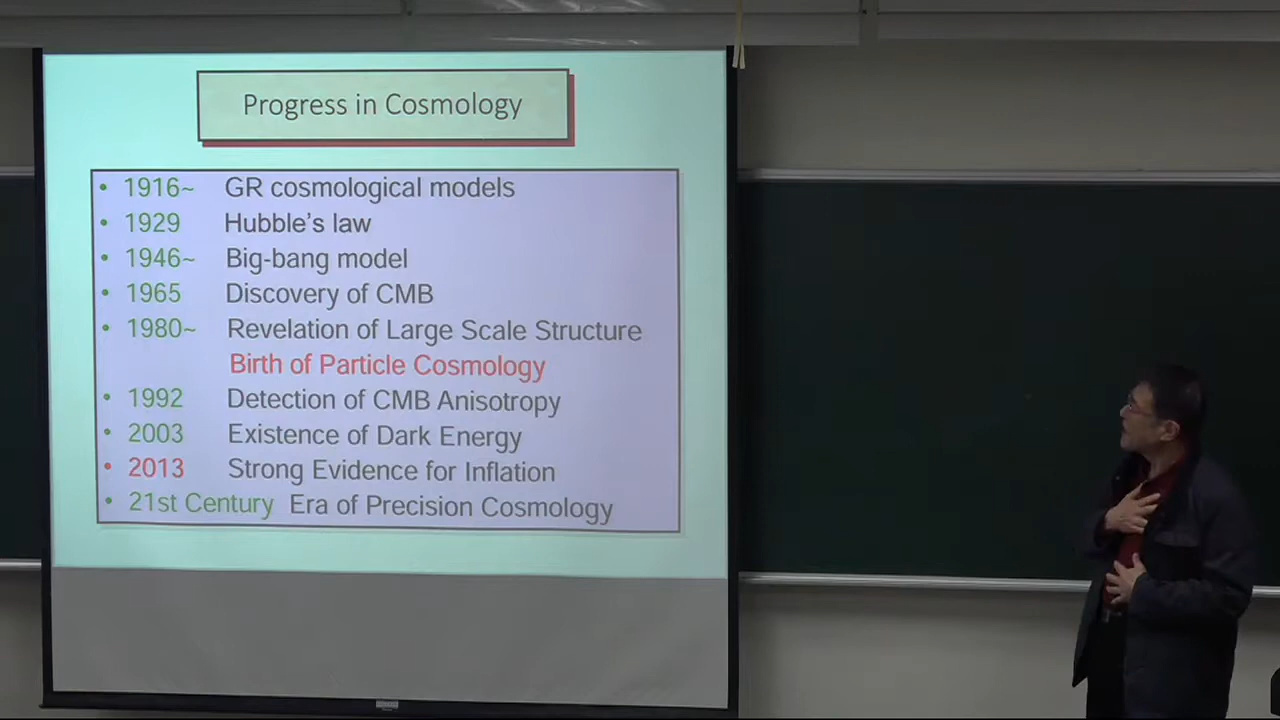 Progress in Cosmology
• 1916~ GR cosmological models
• 1929 Hubble's law
• 1946~ Big-bang model
• 1965 Discovery of CMB
• 1980~ Revelation of Large Scale Structure
Birth of Particle Cosmology
• 1992 Detection of CMB Anisotropy
• 2003 Existence of Dark Energy
• 2013 Strong Evidence for Inflation
• 21st Century Era of Precision Cosmology